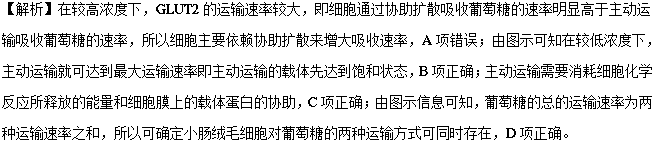 【解析】在较高浓度下，GLUT2 的运输速率较大，即细胞通过协助扩散吸收葡萄糖的速率明显高于主动运
输吸收葡萄糖的速率，所以细胞主要依赖协助扩散来增大吸收速率，A 项错误；由图示可知在较低浓度下，
主动运输就可达到最大运输速率即主动运输的载体先达到饱和状态，B 项正确；主动运输需要消耗细胞化学
反应所释放的能量和细胞膜上的载体蛋白的协助，C 项正确；由图示信息可知，葡萄糖的总的运输速率为两
种运输速率之和，所以可确定小肠绒毛细胞对葡萄糖的两种运输方式可同时存在，D 项正确。